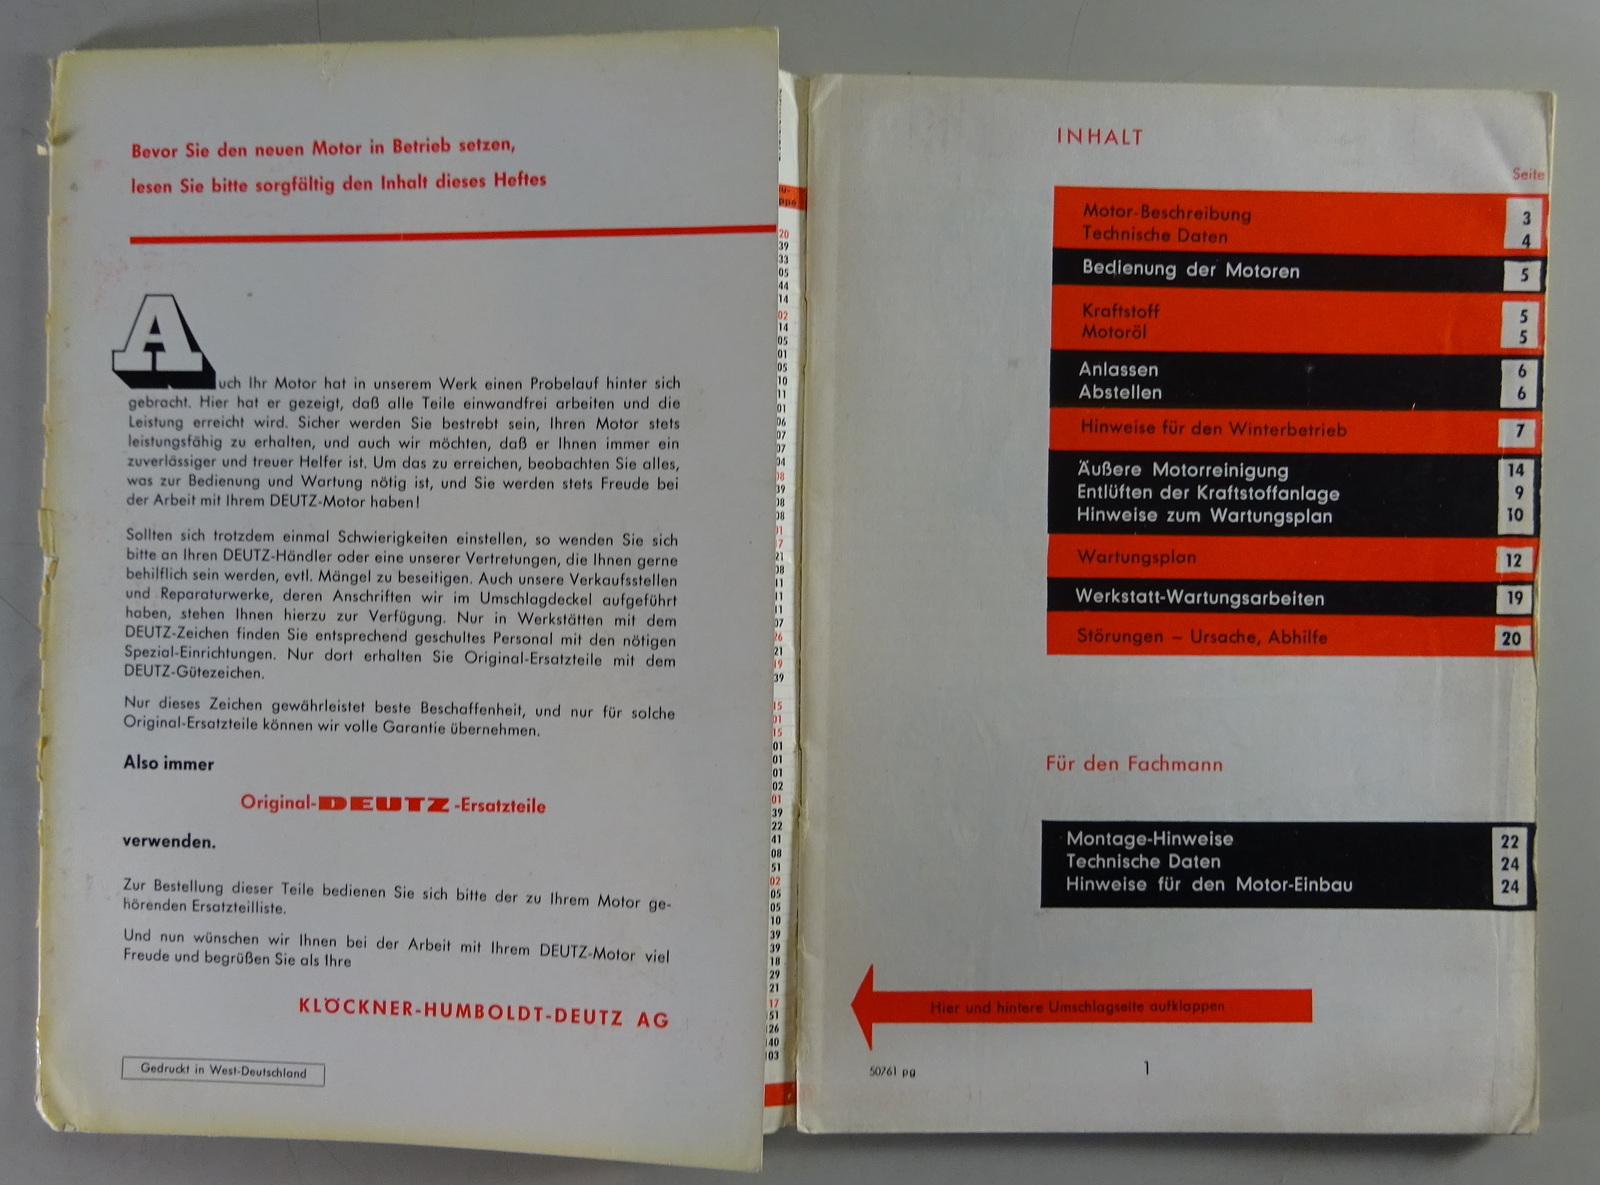 Bevor Sie den neuen Motor in Betrieb setzen,
lesen Sie bitte sorgfältig den Inhalt dieses Heftes
Auch Ihr Motor hat in unserem Werk einen Probelauf hinter sich
gebracht. Hier hat er gezeigt, daß alle Teile einwandfrei arbeiten und die
Leistung erreicht wird. Sicher werden Sie bestrebt sein, Ihren Motor stets
leistungsfähig zu erhalten, und auch wir möchten, daß er Ihnen immer ein
zuverlässiger und treuer Helfer ist. Um das zu erreichen, beobachten Sie alles,
was zur Bedienung und Wartung nötig ist, und Sie werden stets Freude bei
der Arbeit mit Ihrem DEUTZ-Motor haben!
Sollten sich trotzdem einmal Schwierigkeiten einstellen, so wenden Sie sich
bitte an Ihren DEUTZ-Händler oder eine unserer Vertretungen, die Ihnen gerne
behilflich sein werden, evtl. Mängel zu beseitigen. Auch unsere Verkaufsstellen
und Reparaturwerke, deren Anschriften wir im Umschlagdeckel aufgeführt
haben, stehen Ihnen hierzu zur Verfügung. Nur in Werkstätten mit dem
DEUTZ-Zeichen finden Sie entsprechend geschultes Personal mit den nötigen
Spezial-Einrichtungen. Nur dort erhalten Sie Original-Ersatzteile mit dem
DEUTZ-Gütezeichen.
Nur dieses Zeichen gewährleistet beste Beschaffenheit, und nur für solche
Original-Ersatzteile können wir volle Garantie übernehmen.
Also immer
Original-DEUTZ-Ersatzteile
verwenden.
Zur Bestellung dieser Teile bedienen Sie sich bitte der zu Ihrem Motor ge-
hörenden Ersatzteilliste.
Und nun wünschen wir Ihnen bei der Arbeit mit Ihrem DEUTZ-Motor viel
Freude und begrüßen Sie als Ihre
KLÖCKNER-HUMBOLDT-DEUTZ AG
Gedruckt in West-Deutschland
INHALT
Seite
Motor-Beschreibung 3
Technische Daten 4
Bedienung der Motoren 5
Kraftstoff 5
Motoröl 5
Anlassen 6
Abstellen 6
Hinweise für den Winterbetrieb 7
Äußere Motorreinigung 14
Entlüften der Kraftstoffanlage 9
Hinweise zum Wartungsplan 10
Wartungsplan 12
Werkstatt-Wartungsarbeiten 19
Störungen – Ursache, Abhilfe 20
Für den Fachmann
Montage-Hinweise 22
Technische Daten 24
Hinweise für den Motor-Einbau 24
Hier und hintere Umschlagseite aufklappen
50761 pg
1